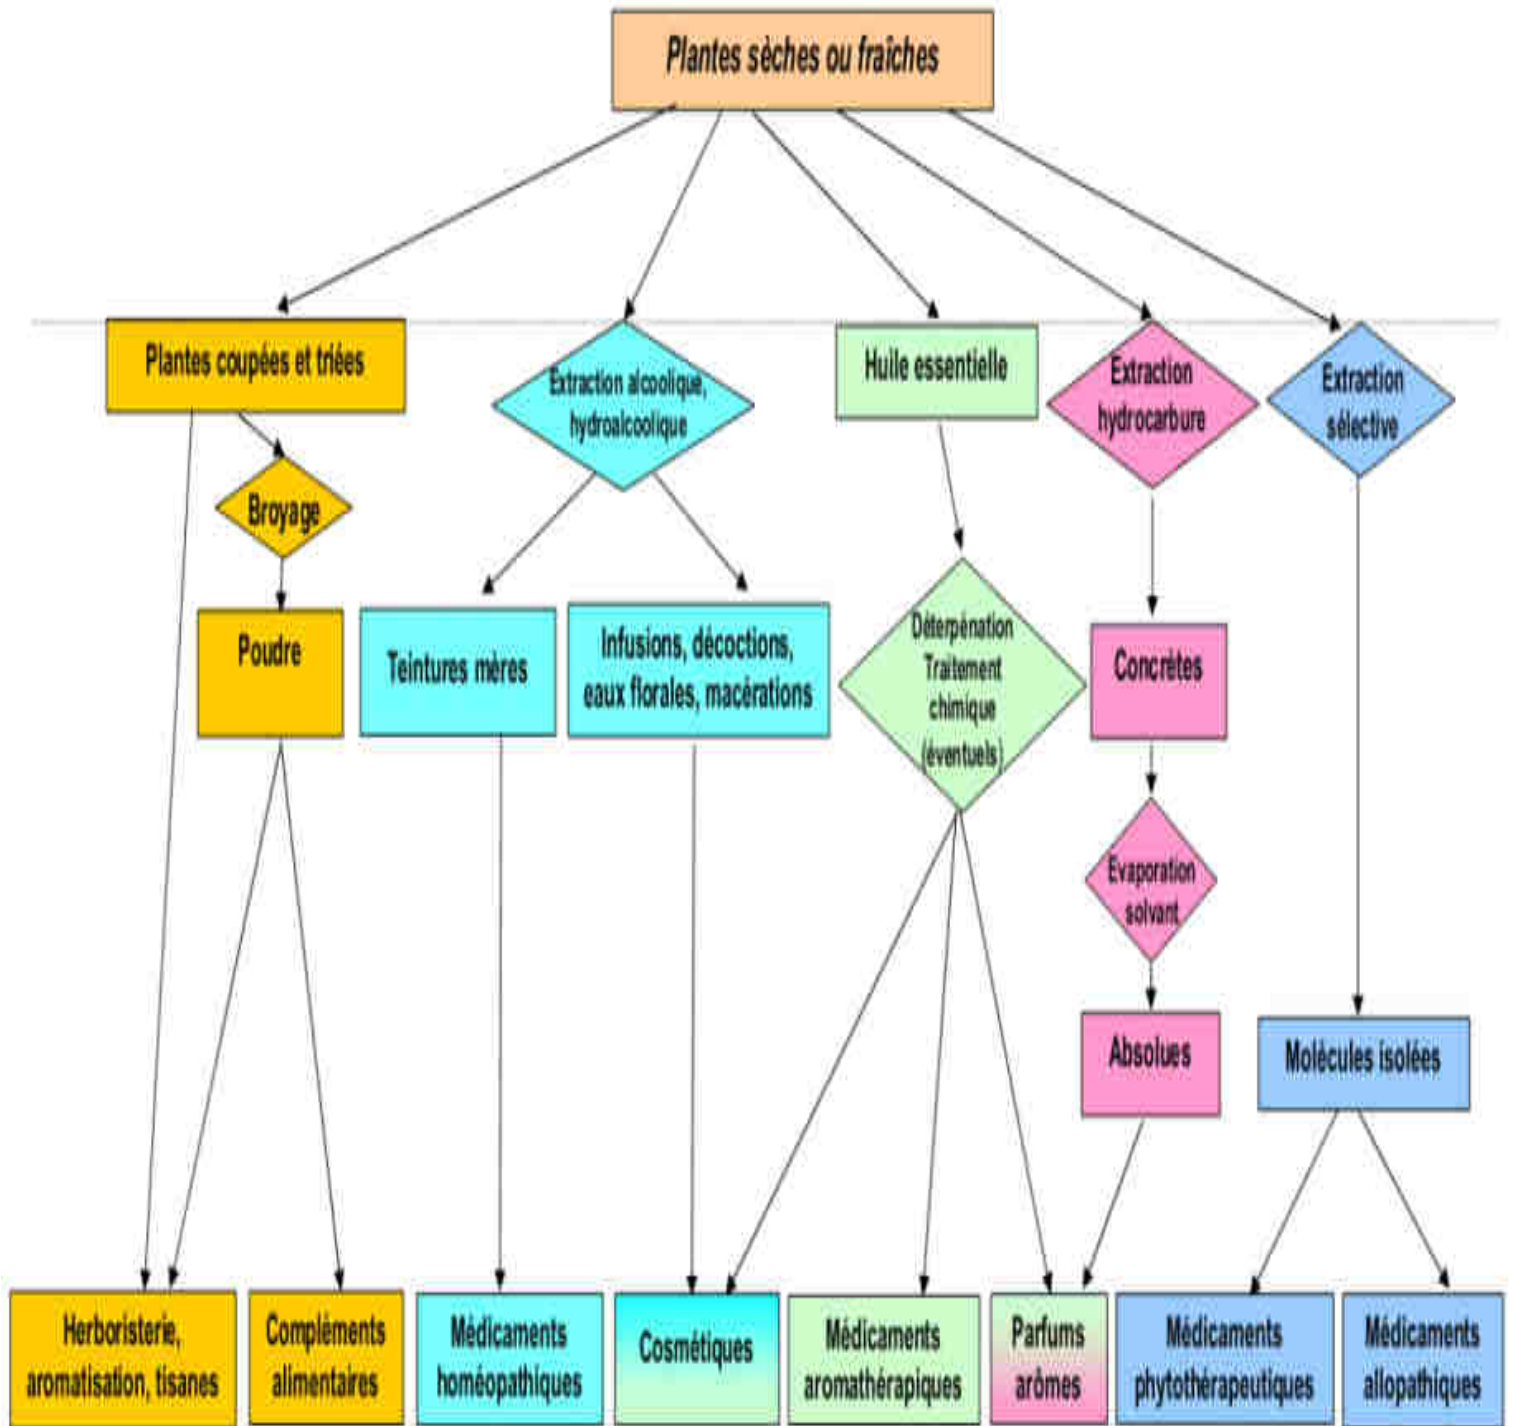 Plantes sèches ou fraîches
Plantes coupées et triées
Extraction alcoolique,
hydroalcoolique
Huile essentielle
Extraction
hydrocarbure
Extraction
sélective
Broyage
Poudre
Teintures mères
Infusions, décoctions,
eaux florales, macérations
Déterpénation
Traitement
chimique
(éventuels)
Concrètes
Evaporation
solvant
Absolues
Molécules isolées
Herboristerie,
aromatisation, tisanes
Compléments
alimentaires
Médicaments
homéopathiques
Cosmétiques
Médicaments
aromathérapiques
Parfums
arômes
Médicaments
phytothérapeutiques
Médicaments
allopathiques